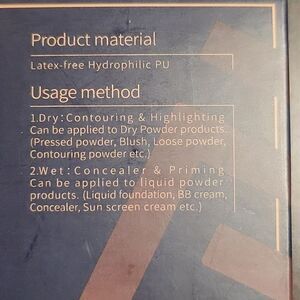 Product material
Latex-free Hydrophilic PU
Usage method
1.Dry: Contouring & Highlighting
Can be applied to Dry Powder products.
(Pressed powder, Blush, Loose powder,
Contouring powder etc.)
2.Wet: Concealer & Priming
Can be applied to liquid powder
products. (Liquid foundation, BB cream,
Concealer, Sun screen cream etc.)